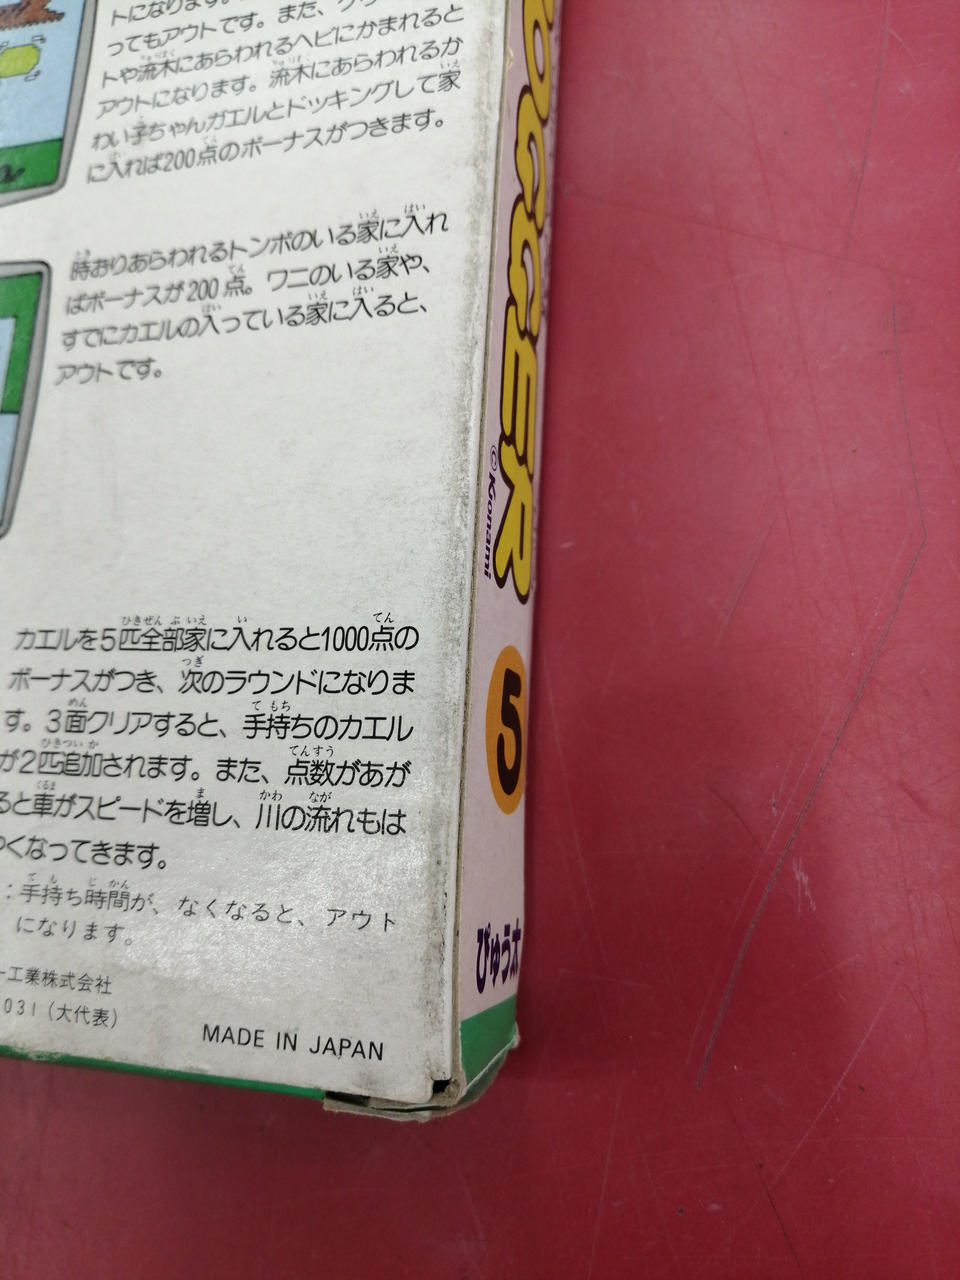 トになります。
ってもアウトです。また、
トや流木にあらわれるヘビにかまれると
アウトになります。流木にあらわれるか
わい子ちゃんガエルとドッキングして家
に入れば200点のボーナスがつきます。
時おりあらわれるトンボのいる家に入れ
ばボーナスが200点。ワニのいる家や、
すでにカエルの入っている家に入ると、
アウトです。
カエルを5匹全部家に入れると1000点の
ボーナスがつき、次のラウンドになりま
す。3面クリアすると、手持ちのカエル
が2匹追加されます。また、点数があが
ると車がスピードを増し、川の流れもは
やくなってきます。
:手持ち時間が、なくなると、アウト
になります。
ー工業株式会社
031(大代表)
MADE IN JAPAN
OGGER
© Konami
5
ぴゅう太